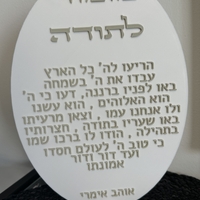 לתודה
הריעו לה' כל הארץ
עבדו את ה' בשמחה
באו לפניו ברננה, דעו כי ה'
הוא האלוהים, הוא עשנו
ולו אנחנו עמו, וצאן מרעיתו
באו שעריו בתודה, חצרותיו
בתהילה, הודו לו ברכו שמו
כי טוב ה' לעולם חסדו
ועד דור ודור
אמונתו
אוהב אימרי